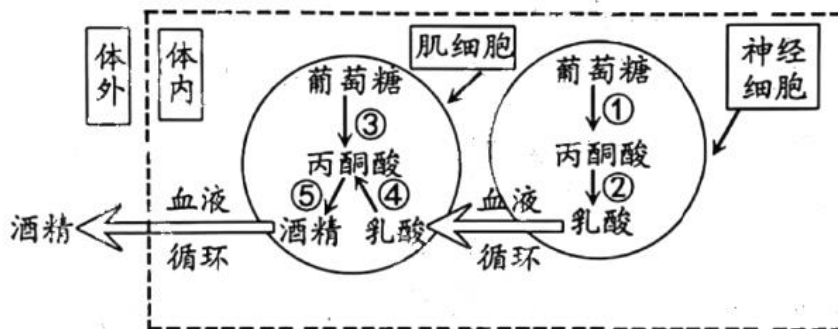 体外
体内
肌细胞
神经
细胞
葡萄糖
③
丙酮酸
⑤
④
酒精
乳酸
葡萄糖
①
丙酮酸
②
乳酸
酒精
血液
循环
血液
循环